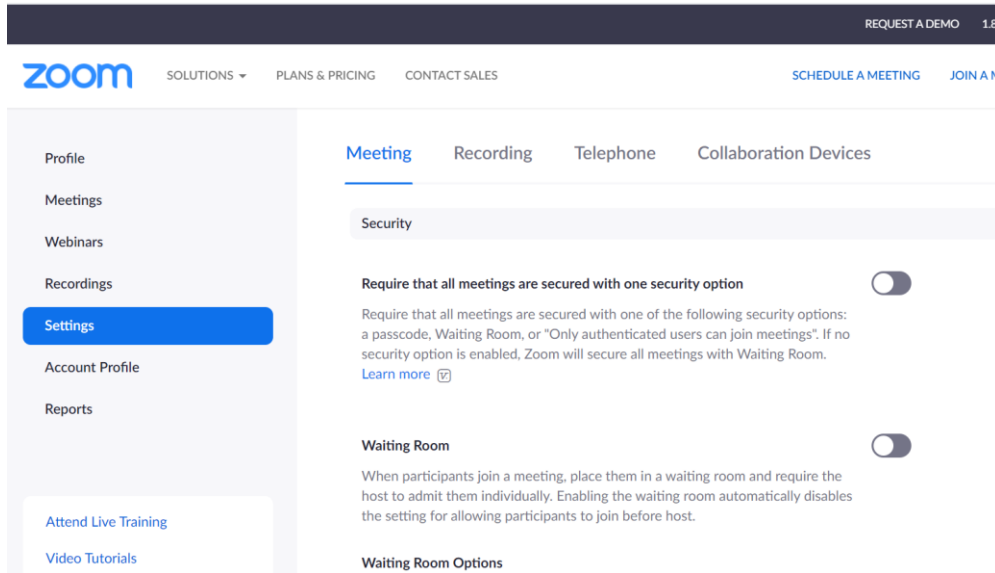 REQUEST A DEMO 1.8
zoom SOLUTIONS PLANS & PRICING CONTACT SALES SCHEDULE A MEETING JOIN A M
Profile
Meetings
Webinars
Recordings
Settings
Account Profile
Reports
Attend Live Training
Video Tutorials
Meeting Recording Telephone Collaboration Devices
Security
Require that all meetings are secured with one security option
Require that all meetings are secured with one of the following security options:
a passcode, Waiting Room, or "Only authenticated users can join meetings". If no
security option is enabled, Zoom will secure all meetings with Waiting Room.
Learn more
Waiting Room
When participants join a meeting, place them in a waiting room and require the
host to admit them individually. Enabling the waiting room automatically disables
the setting for allowing participants to join before host.
Waiting Room Options